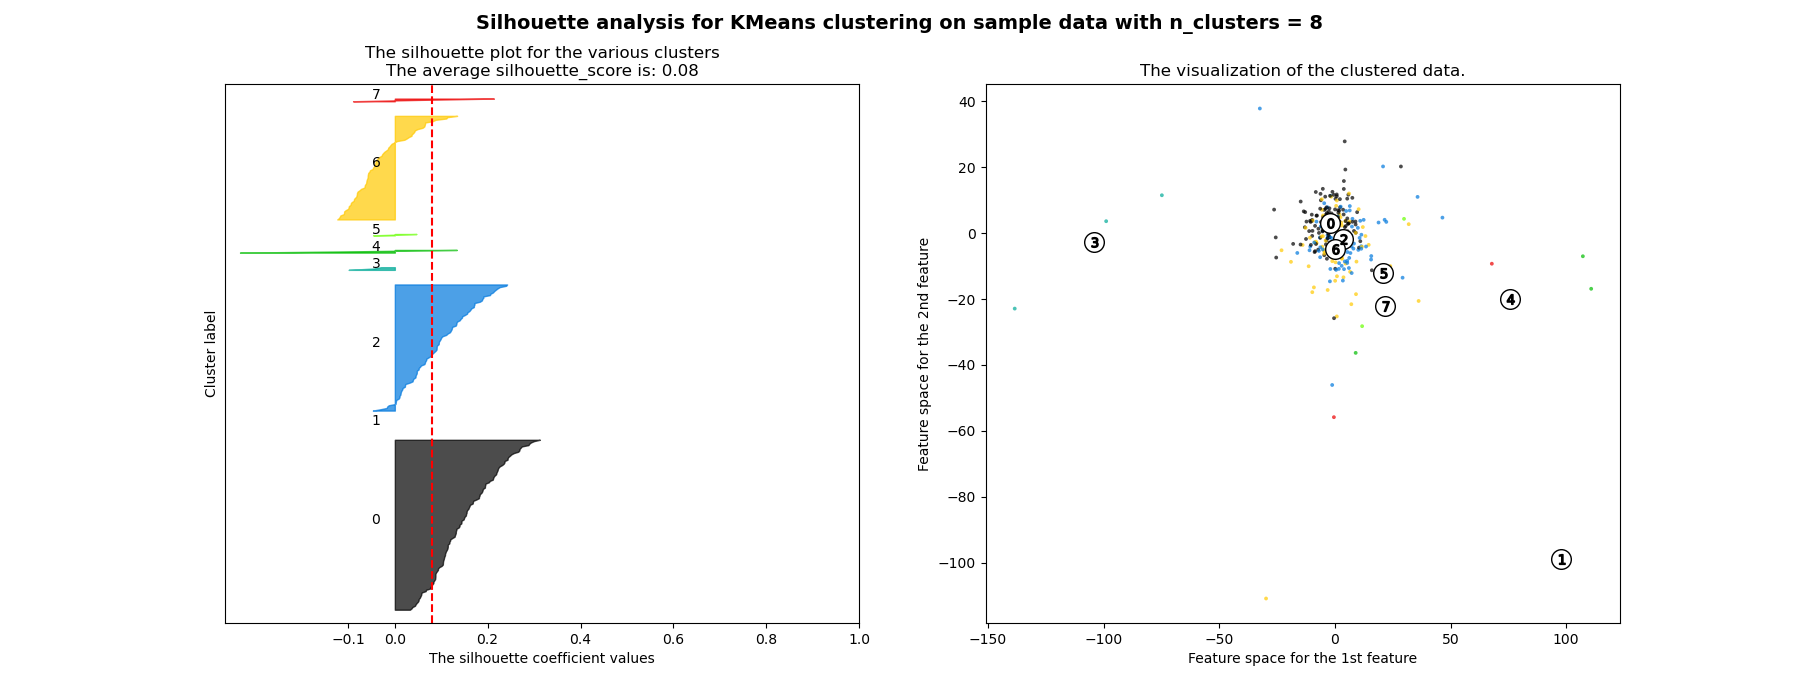 Silhouette analysis for KMeans clustering on sample data with n_clusters = 8
The silhouette plot for the various clusters
The average silhouette_score is: 0.08
7
6
5
4
3
2
1
0
Cluster label
−0.1 0.0 0.2 0.4 0.6 0.8 1.0
The silhouette coefficient values
The visualization of the clustered data.
40
20
0
−20
−40
−60
−80
−100
Feature space for the 2nd feature
0
2
3
6
5
4
7
1
−150 −100 −50 0 50 100
Feature space for the 1st feature